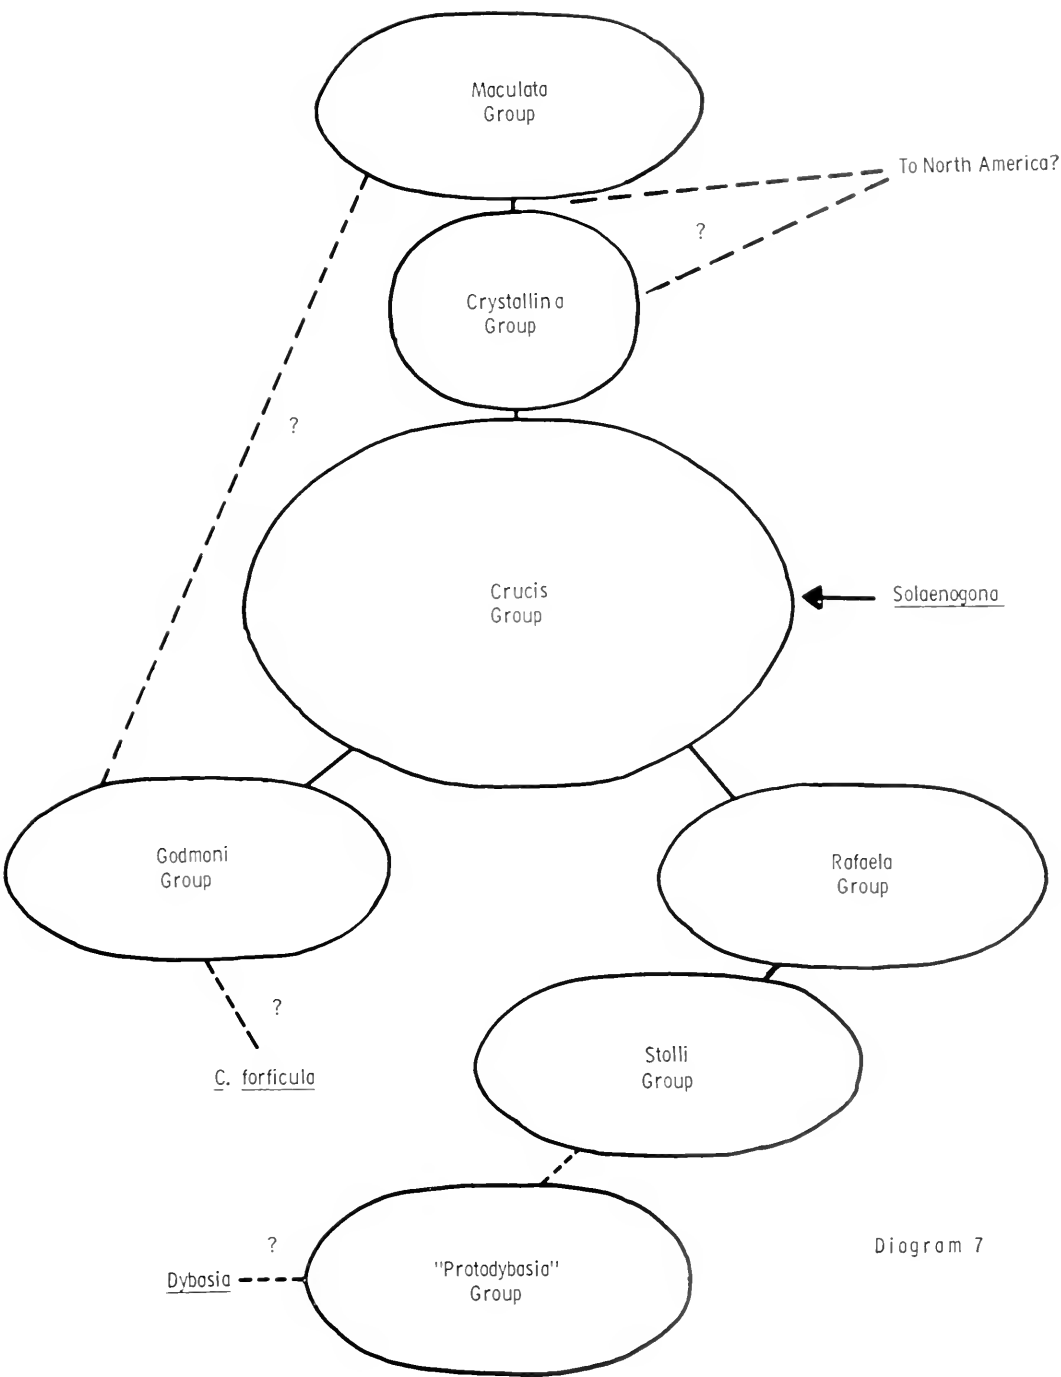 Maculata
Group
To North America?
?
Crystallina
Group
?
Crucis
Group
Solaenogona
Godmani
Group
Rafaela
Group
?
C. forficula
Stolli
Group
?
Dybasia
"Protodybasia"
Group
Diagram 7